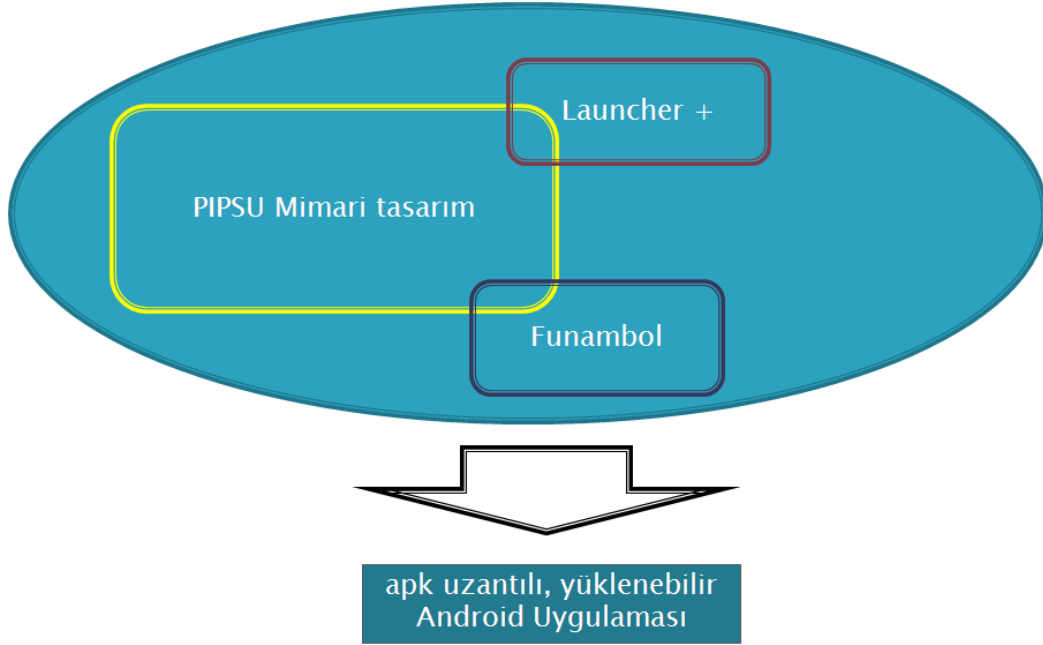 Launcher +
PIPSU Mimari tasarım
Funambol
apk uzantılı, yüklenebilir
Android Uygulaması